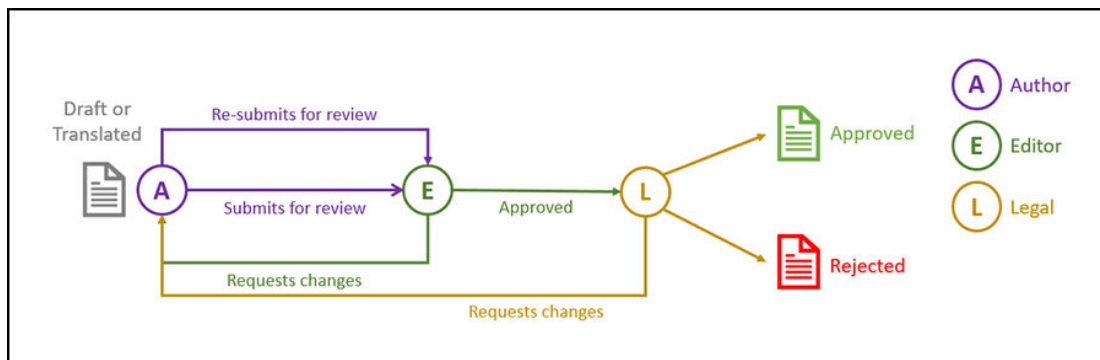 Draft or
Translated
Re-submits for review
A
Submits for review
E
Approved
L
Requests changes
Requests changes
Approved
Rejected
A Author
E Editor
L Legal